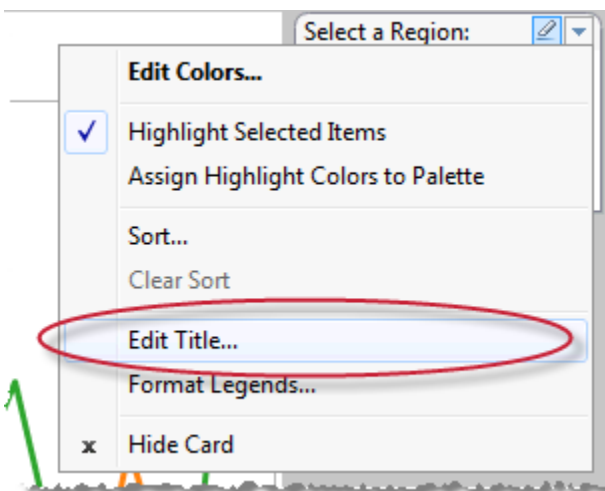 Select a Region:
Edit Colors...
Highlight Selected Items
Assign Highlight Colors to Palette
Sort...
Clear Sort
Edit Title...
Format Legends...
x Hide Card